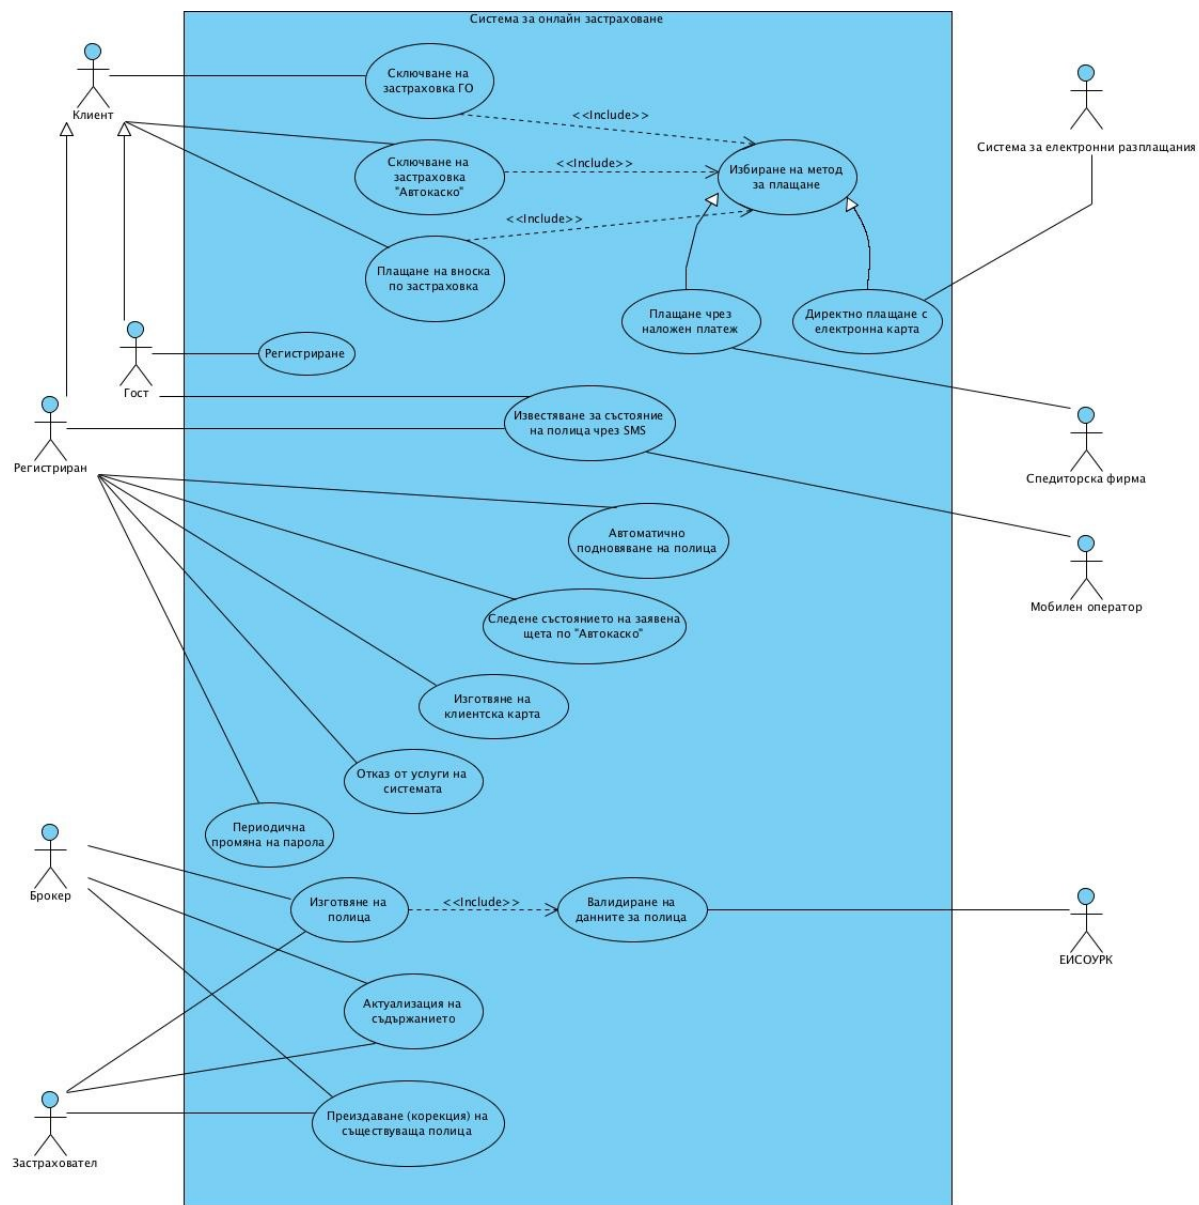 Система за онлайн застраховане
Клиент
Сключване на
застраховка ГО
<<Include>>
Система за електронни разплащания
Сключване на
застраховка
"Автокаско"
<<Include>>
Избиране на метод
за плащане
<<Include>>
Плащане на вноска
по застраховка
Плащане чрез
наложен платеж
Директно плащане с
електронна карта
Гост
Регистриране
Регистриран
Известяване за състояние
на полица чрез SMS
Спедиторска фирма
Автоматично
подновяване на полица
Мобилен оператор
Следене състоянието на заявена
щета по "Автокаско"
Изготвяне на
клиентска карта
Отказ от услуги на
системата
Периодична
промяна на парола
Брокер
Изготвяне на
полица
<<Include>>
Валидиране на
данните за полица
ЕИСОУРК
Актуализация на
съдържанието
Преиздаване (корекция) на
съществуваща полица
Застраховател